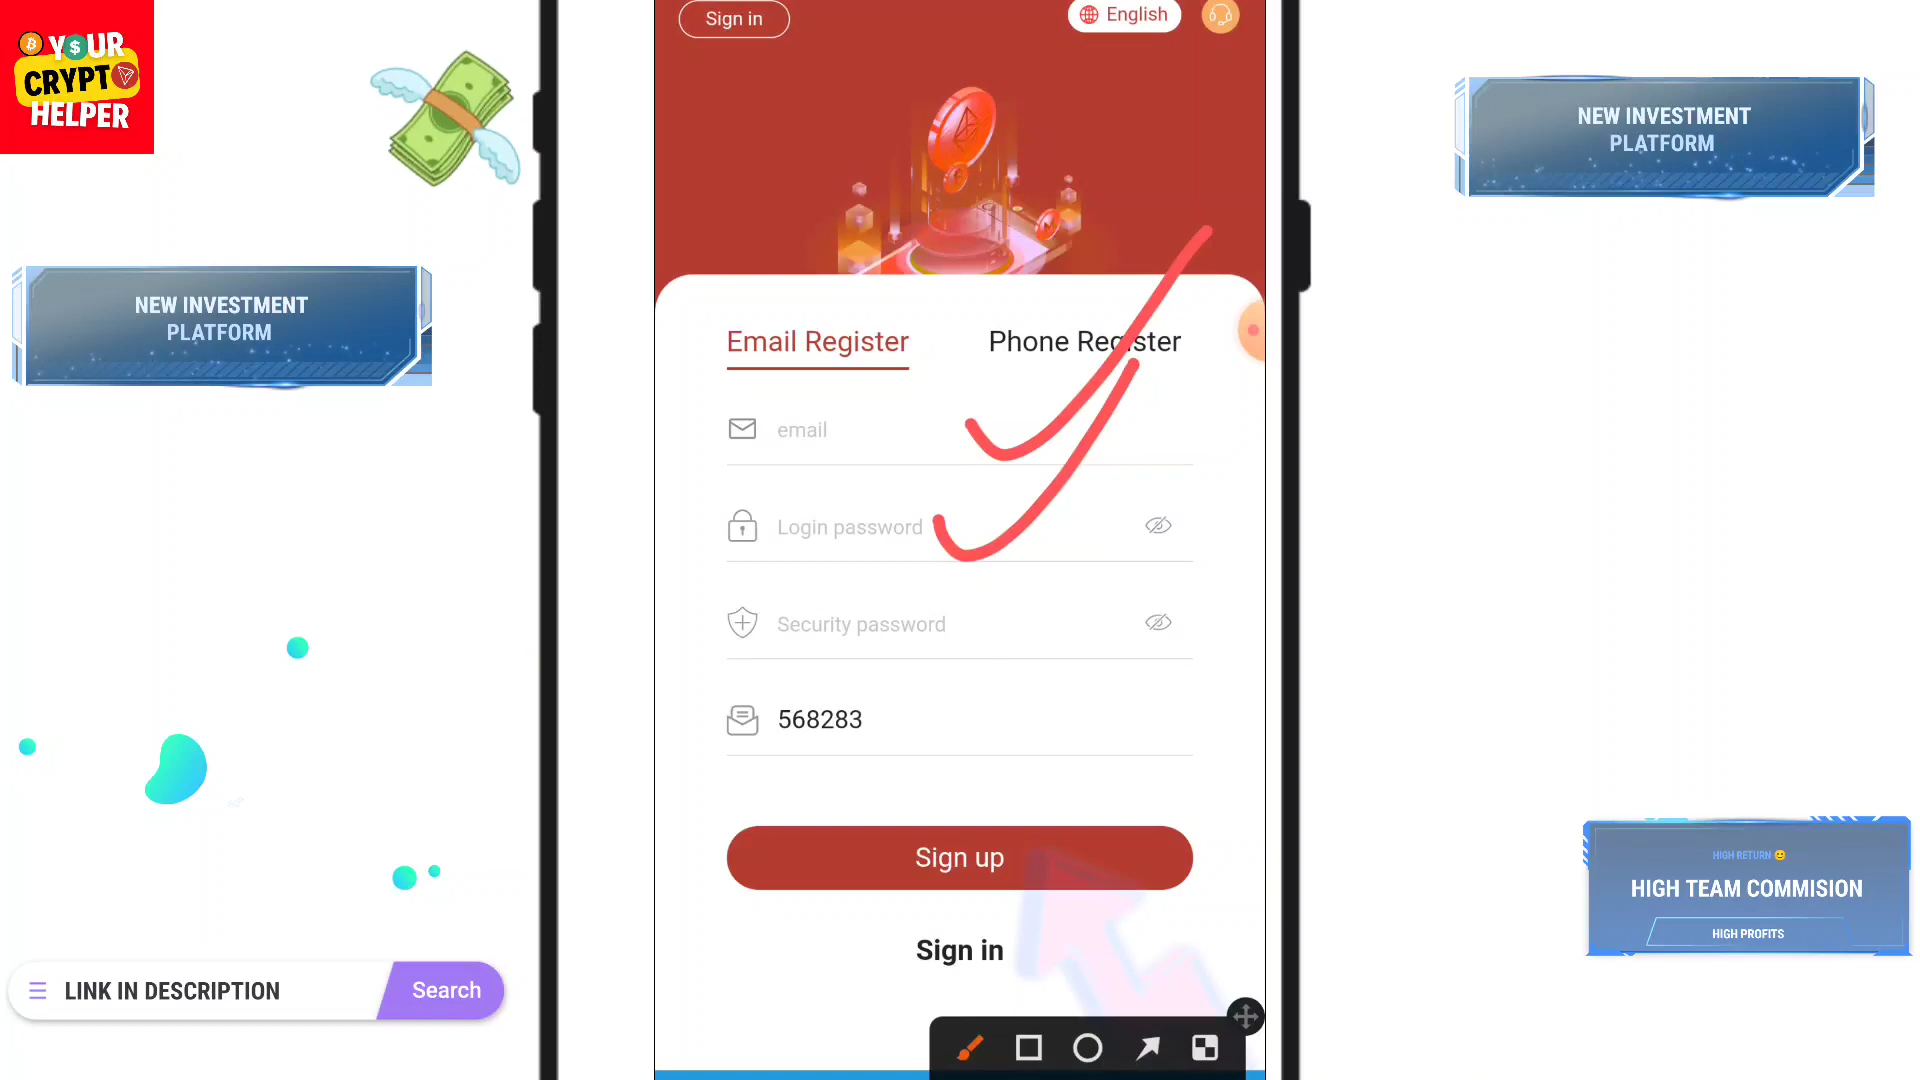 YOUR
CRYPTO
HELPER
NEW INVESTMENT
PLATFORM
LINK IN DESCRIPTION
Search
Sign in
English
Email Register
Phone Register
email
Login password
Security password
568283
Sign up
Sign in
NEW INVESTMENT
PLATFORM
HIGH RETURN 😊
HIGH TEAM COMMISION
HIGH PROFITS